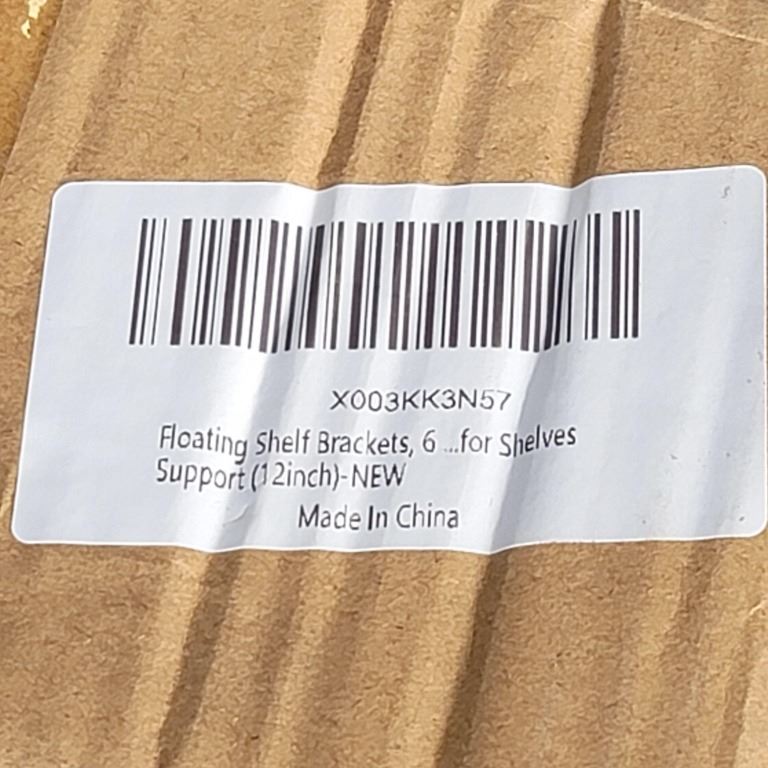 X003KK3N57
Floating Shelf Brackets, 6 ...for Shelves
Support (12inch)-NEW
Made In China